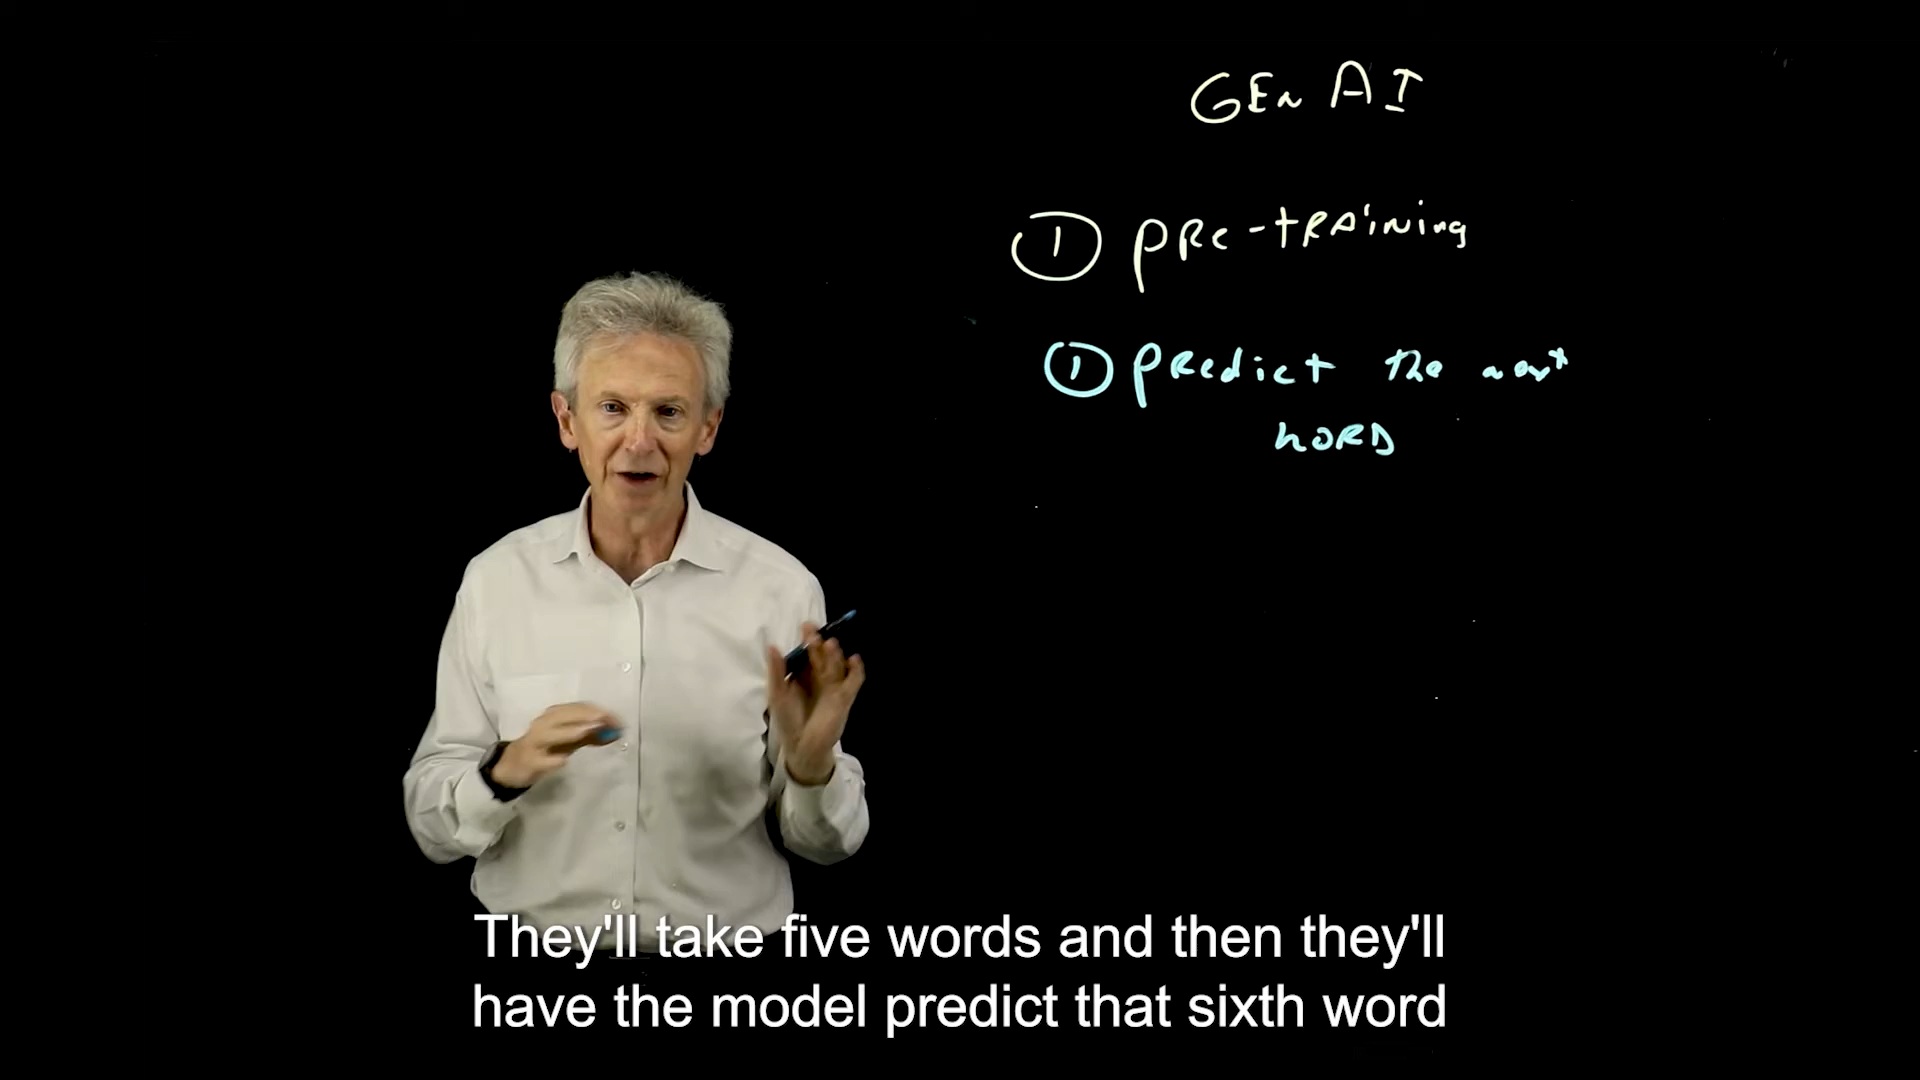 GEn AI
① PRe-tRAining
① PRedict the next
WORD
They'll take five words and then they'll
have the model predict that sixth word